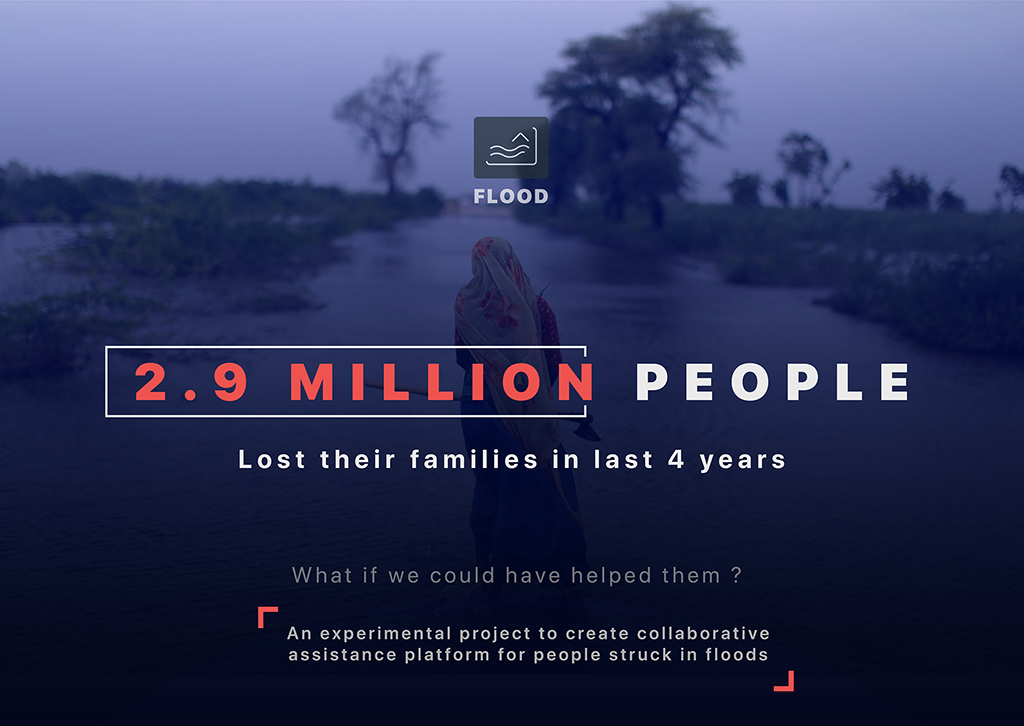 FLOOD
2.9 MILLION PEOPLE
Lost their families in last 4 years
What if we could have helped them ?
An experimental project to create collaborative
assistance platform for people struck in floods